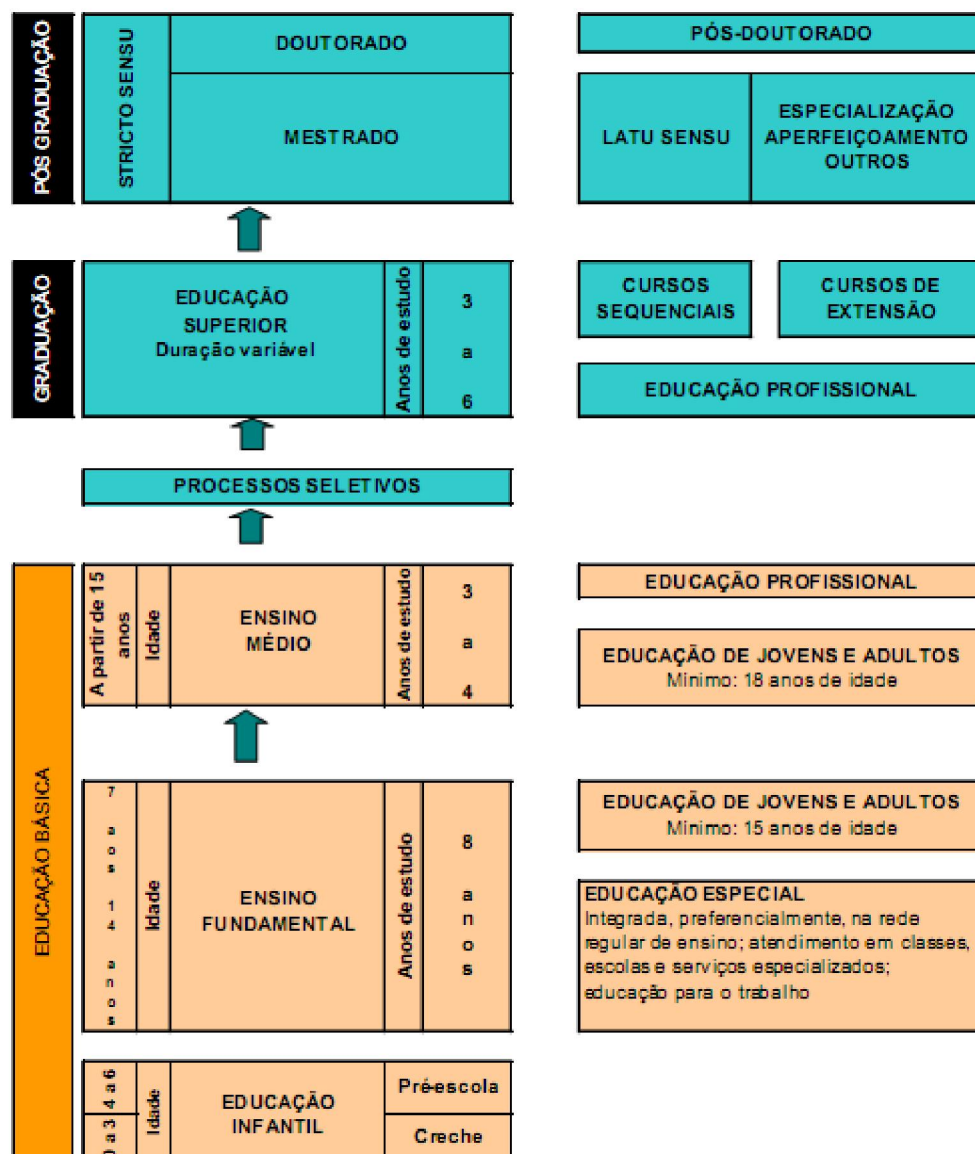 PÓS GRADUAÇÃO
STRICTO SENSU
DOUTORADO
MESTRADO
PÓS-DOUTORADO
LATU SENSU
ESPECIALIZAÇÃO
APERFEIÇOAMENTO
OUTROS
GRADUAÇÃO
EDUCAÇÃO
SUPERIOR
Duração variável
Anos de estudo
3
a
6
CURSOS
SEQUENCIAIS
CURSOS DE
EXTENSÃO
EDUCAÇÃO PROFISSIONAL
PROCESSOS SELETIVOS
EDUCAÇÃO BÁSICA
A partir de 15
anos
Idade
ENSINO
MÉDIO
Anos de estudo
3
a
4
EDUCAÇÃO PROFISSIONAL
EDUCAÇÃO DE JOVENS E ADULTOS
Mínimo: 18 anos de idade
7 aos 14 anos
Idade
ENSINO
FUNDAMENTAL
Anos de estudo
8
anos
EDUCAÇÃO DE JOVENS E ADULTOS
Mínimo: 15 anos de idade
EDUCAÇÃO ESPECIAL
Integrada, preferencialmente, na rede
regular de ensino; atendimento em classes,
escolas e serviços especializados;
educação para o trabalho
4 a 6
a 3
Idade
EDUCAÇÃO
INFANTIL
Pré-escola
Creche